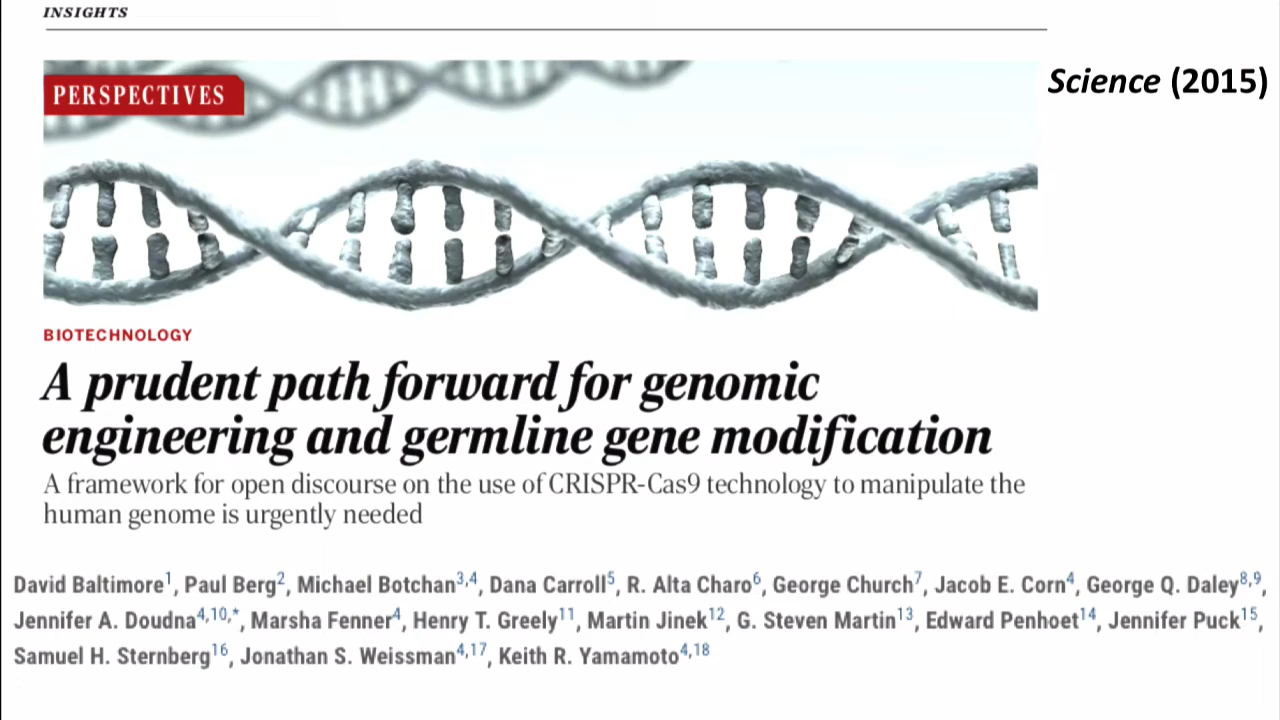 INSIGHTS
PERSPECTIVES
Science (2015)
BIOTECHNOLOGY
A prudent path forward for genomic
engineering and germline gene modification
A framework for open discourse on the use of CRISPR-Cas9 technology to manipulate the
human genome is urgently needed
David Baltimore¹, Paul Berg², Michael Botchan³,⁴, Dana Carroll⁵, R. Alta Charo⁶, George Church⁷, Jacob E. Corn⁴, George Q. Daley⁸,⁹,
Jennifer A. Doudna⁴,¹⁰,*, Marsha Fenner⁴, Henry T. Greely¹¹, Martin Jinek¹², G. Steven Martin¹³, Edward Penhoet¹⁴, Jennifer Puck¹⁵,
Samuel H. Sternberg¹⁶, Jonathan S. Weissman⁴,¹⁷, Keith R. Yamamoto⁴,¹⁸